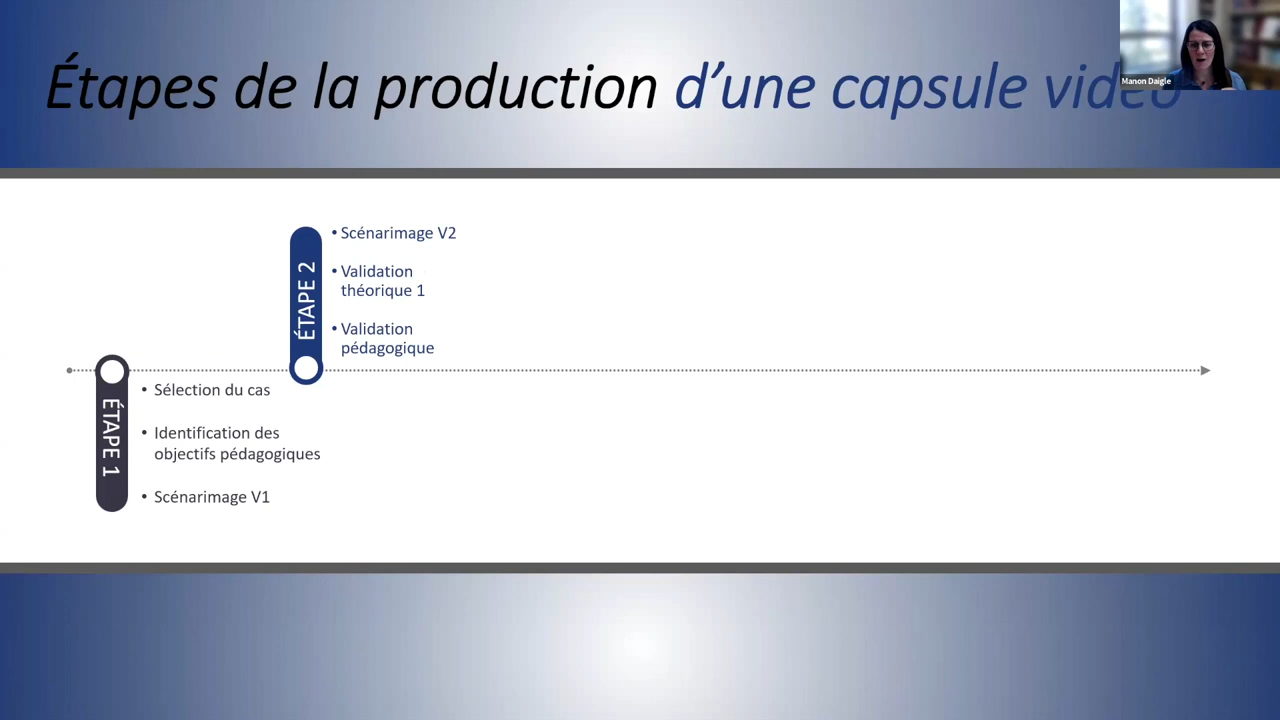 Étapes de la production d’une capsule vidéo
Manon Daigle
ÉTAPE 2
• Scénarimage V2
• Validation
théorique 1
• Validation
pédagogique
ÉTAPE 1
• Sélection du cas
• Identification des
objectifs pédagogiques
• Scénarimage V1